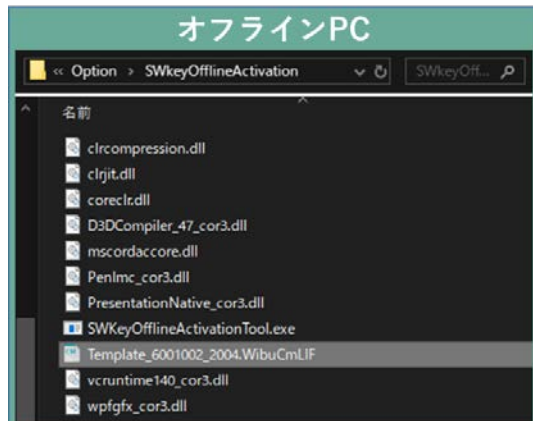 オフラインPC
« Option > SWkeyOfflineActivation
SWkeyOff...
名前
clrcompression.dll
clrjit.dll
coreclr.dll
D3DCompiler_47_cor3.dll
mscordaccore.dll
PenImc_cor3.dll
PresentationNative_cor3.dll
SWKeyOfflineActivationTool.exe
Template_6001002_2004.WibuCmLIF
vcruntime140_cor3.dll
wpfgfx_cor3.dll